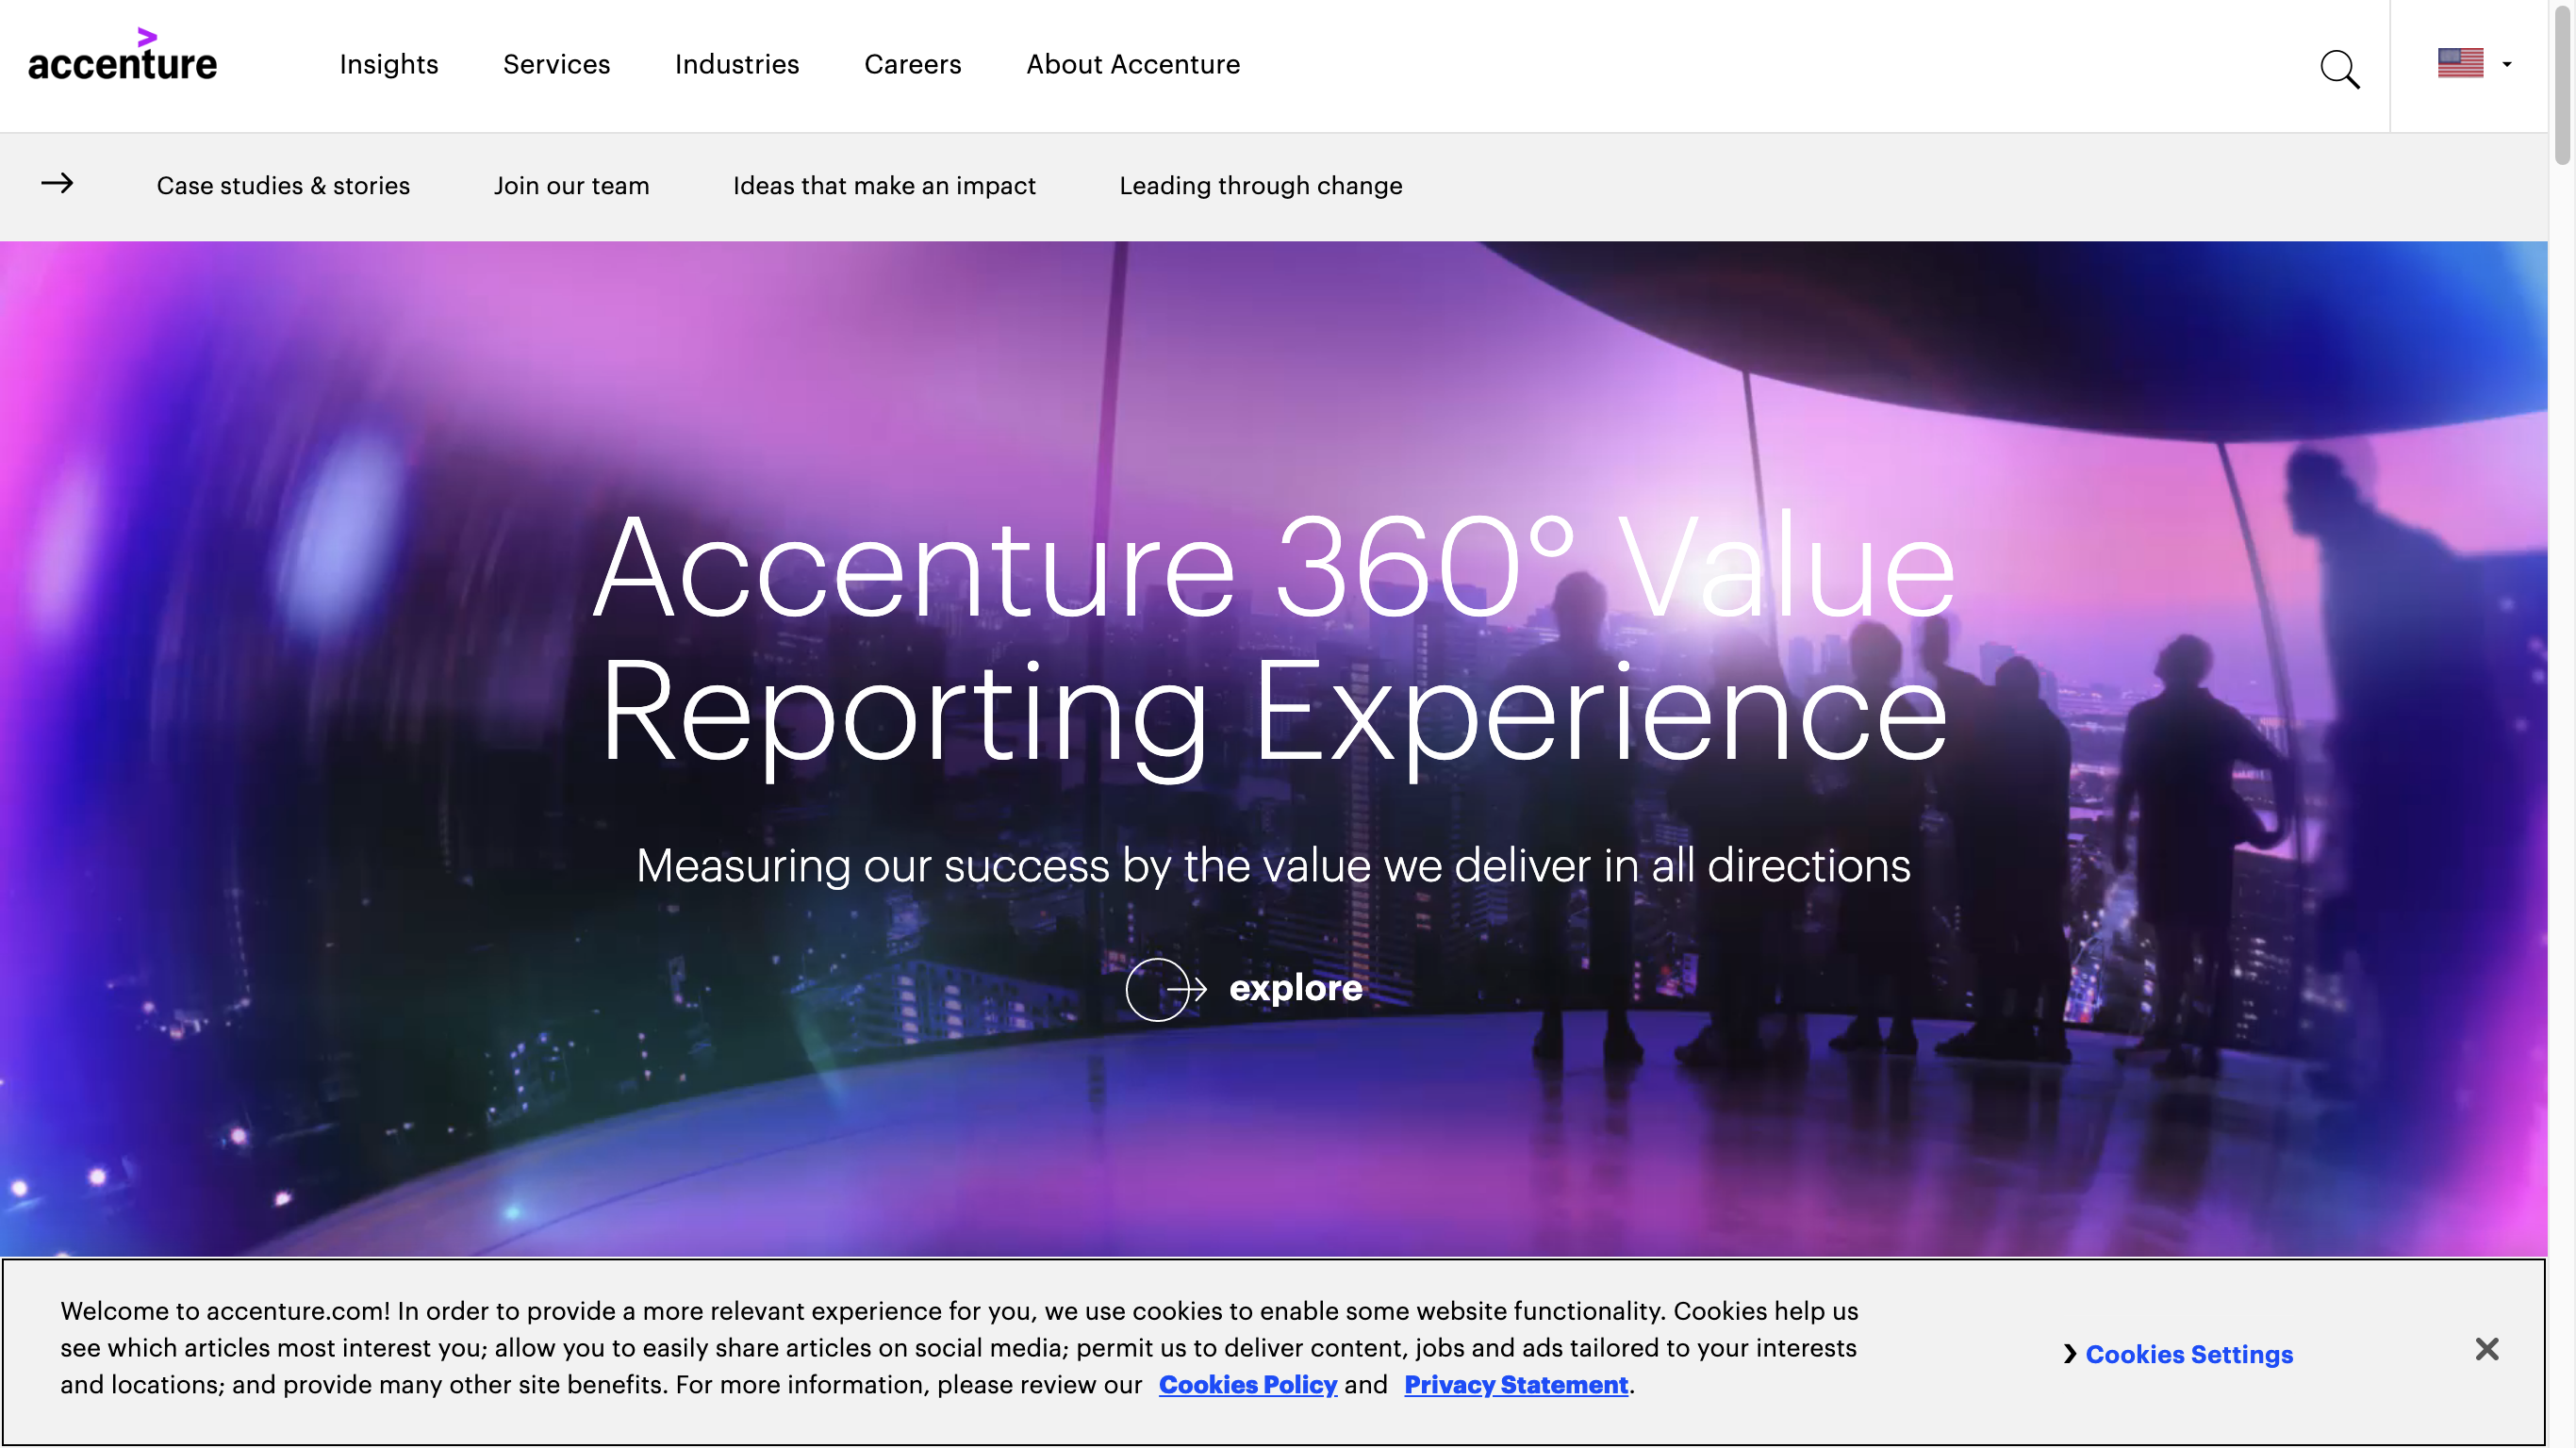 accenture
Insights
Services
Industries
Careers
About Accenture
Case studies & stories
Join our team
Ideas that make an impact
Leading through change
Accenture 360° Value
Reporting Experience
Measuring our success by the value we deliver in all directions
explore
Welcome to accenture.com! In order to provide a more relevant experience for you, we use cookies to enable some website functionality. Cookies help us
see which articles most interest you; allow you to easily share articles on social media; permit us to deliver content, jobs and ads tailored to your interests
and locations; and provide many other site benefits. For more information, please review our Cookies Policy and Privacy Statement.
Cookies Settings